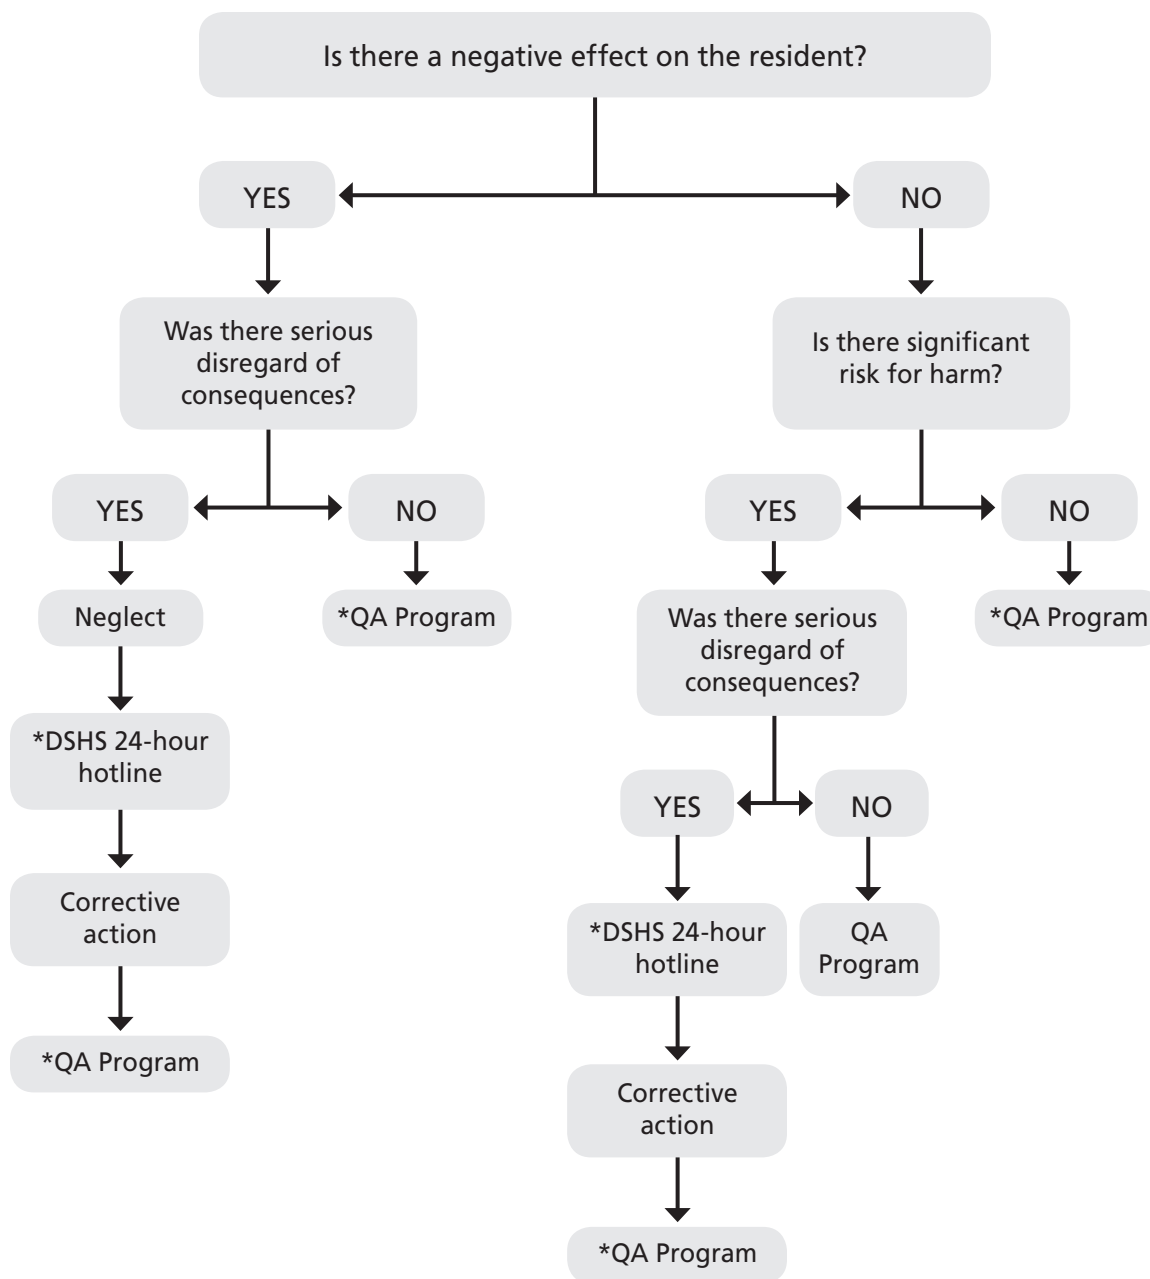 Is there a negative effect on the resident?
YES
NO
Was there serious
disregard of
consequences?
Is there significant
risk for harm?
YES
NO
YES
NO
Neglect
*QA Program
Was there serious
disregard of
consequences?
*QA Program
*DSHS 24-hour
hotline
YES
NO
Corrective
action
*DSHS 24-hour
hotline
QA
Program
*QA Program
Corrective
action
*QA Program